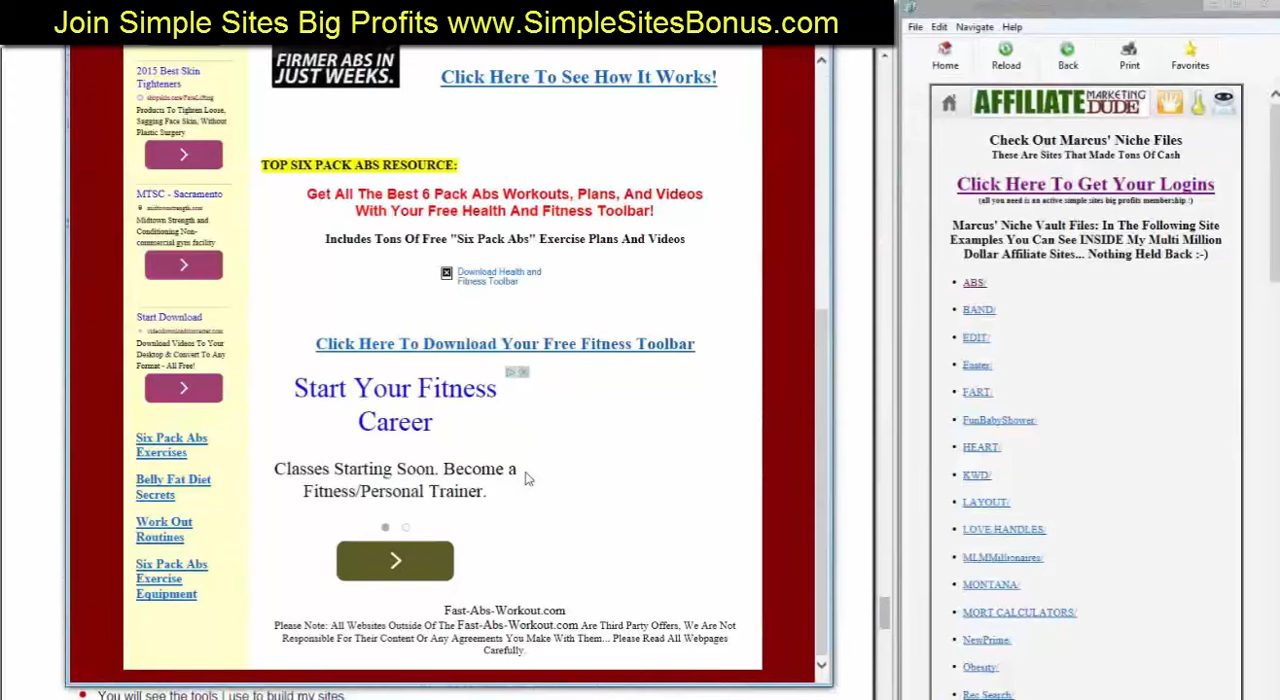 Join Simple Sites Big Profits www.SimpleSitesBonus.com
FIRMER ABS IN
JUST WEEKS.
Click Here To See How It Works!
2015 Best Skin
Tighteners
Products To Tighten Loose,
Sagging Face Skin, Without
Plastic Surgery
MTSC - Sacramento
midtownstrength.com
Midtown Strength and
Conditioning Non-
commercial gym facility
Start Download
Download Videos To Your
Desktop & Convert To Any
Format - All Free!
Six Pack Abs
Exercises
Belly Fat Diet
Secrets
Work Out
Routines
Six Pack Abs
Exercise
Equipment
TOP SIX PACK ABS RESOURCE:
Get All The Best 6 Pack Abs Workouts, Plans, And Videos
With Your Free Health And Fitness Toolbar!
Includes Tons Of Free "Six Pack Abs" Exercise Plans And Videos
Download Health and
Fitness Toolbar
Click Here To Download Your Free Fitness Toolbar
Start Your Fitness
Career
Classes Starting Soon. Become a
Fitness/Personal Trainer.
Fast-Abs-Workout.com
Please Note: All Websites Outside Of The Fast-Abs-Workout.com Are Third Party Offers, We Are Not
Responsible For Their Content Or Any Agreements You Make With Them... Please Read All Webpages
Carefully.
You will see the tools I use to build my sites
File Edit Navigate Help
Home Reload Back Print Favorites
AFFILIATE MARKETING DUDE
Check Out Marcus' Niche Files
These Are Sites That Made Tons Of Cash
Click Here To Get Your Logins
(all you need is an active simple sites big profits membership :)
Marcus' Niche Vault Files: In The Following Site
Examples You Can See INSIDE My Multi Million
Dollar Affiliate Sites... Nothing Held Back :-)
ABS/
BAND/
EDIT/
Easter/
FART/
FunBabyShower/
HEART/
KWD/
LAYOUT/
LOVE HANDLES/
MLMMillionaires/
MONTANA/
MORT CALCULATORS/
NewPrime/
Obesity/
Rec Search/